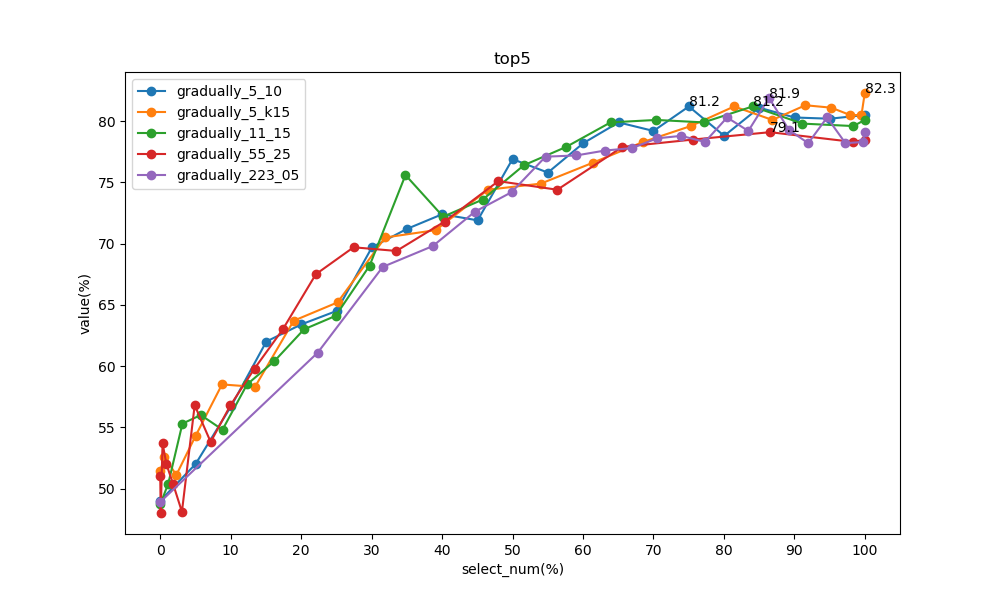 top5
gradually_5_10
gradually_5_k15
gradually_11_15
gradually_55_25
gradually_223_05
81.2
81.2
81.9
79.1
82.3
80
75
70
65
60
55
50
value(%)
0 10 20 30 40 50 60 70 80 90 100
select_num(%)